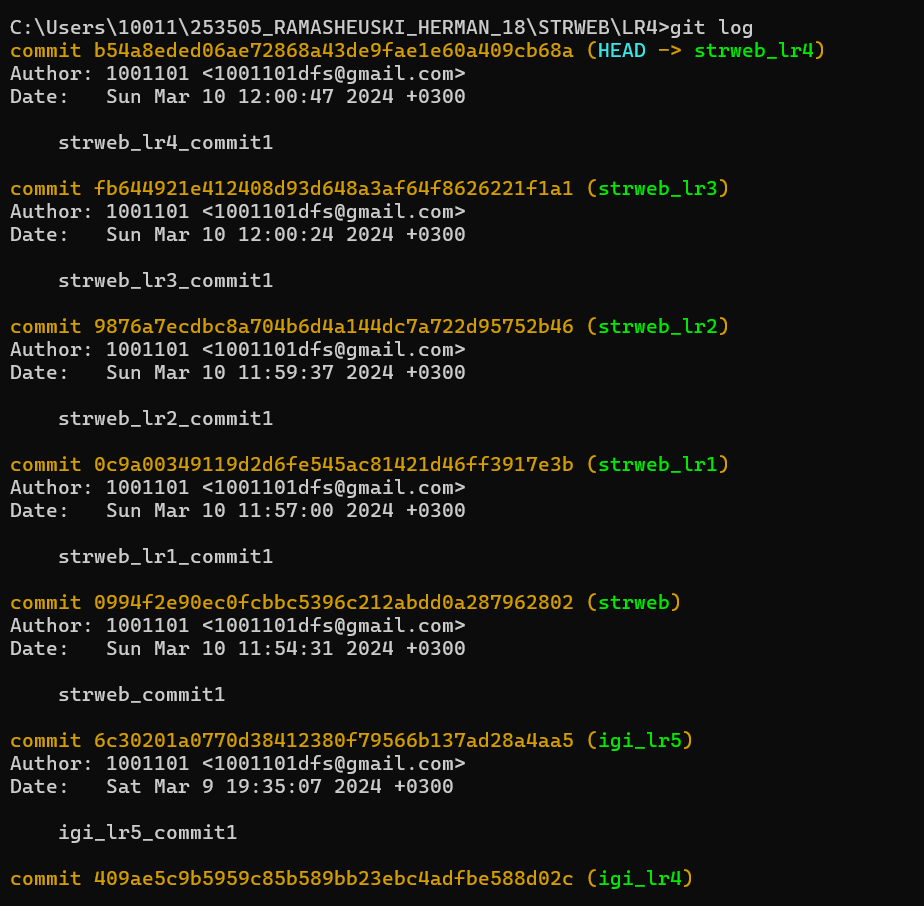 C:\Users\10011\253505_RAMASHEUSKI_HERMAN_18\STRWEB\LR4>git log
commit b54a8eded06ae72868a43de9fae1e60a409cb68a (HEAD -> strweb_lr4)
Author: 1001101 <1001101dfs@gmail.com>
Date:   Sun Mar 10 12:00:47 2024 +0300
    strweb_lr4_commit1
commit fb644921e412408d93d648a3af64f8626221f1a1 (strweb_lr3)
Author: 1001101 <1001101dfs@gmail.com>
Date:   Sun Mar 10 12:00:24 2024 +0300
    strweb_lr3_commit1
commit 9876a7ecdbc8a704b6d4a144dc7a722d95752b46 (strweb_lr2)
Author: 1001101 <1001101dfs@gmail.com>
Date:   Sun Mar 10 11:59:37 2024 +0300
    strweb_lr2_commit1
commit 0c9a00349119d2d6fe545ac81421d46ff3917e3b (strweb_lr1)
Author: 1001101 <1001101dfs@gmail.com>
Date:   Sun Mar 10 11:57:00 2024 +0300
    strweb_lr1_commit1
commit 0994f2e90ec0fcbbc5396c212abdd0a287962802 (strweb)
Author: 1001101 <1001101dfs@gmail.com>
Date:   Sun Mar 10 11:54:31 2024 +0300
    strweb_commit1
commit 6c30201a0770d38412380f79566b137ad28a4aa5 (igi_lr5)
Author: 1001101 <1001101dfs@gmail.com>
Date:   Sat Mar 9 19:35:07 2024 +0300
    igi_lr5_commit1
commit 409ae5c9b5959c85b589bb23ebc4adfbe588d02c (igi_lr4)